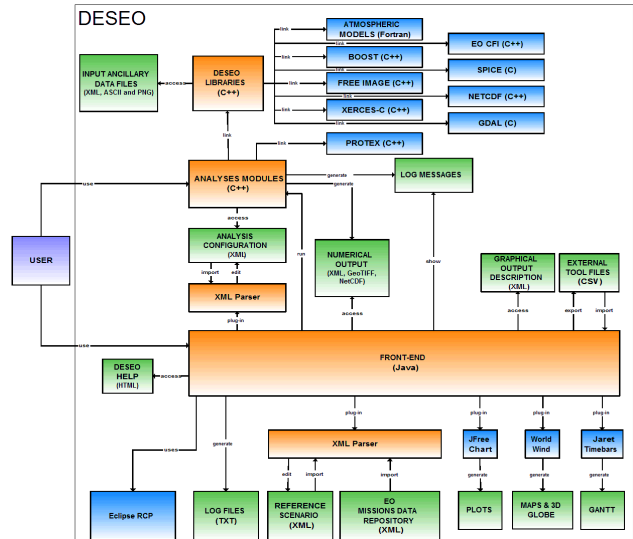 DESEO
ATMOSPHERIC
MODELS (Fortran)
link
EO CFI (C++)
link
BOOST (C++)
link
SPICE (C)
link
INPUT ANCILLARY
DATA FILES
(XML, ASCII and PNG)
access
DESEO
LIBRARIES
(C++)
FREE IMAGE (C++)
link
NETCDF (C++)
link
XERCES-C (C++)
link
GDAL (C)
link
link
PROTEX (C++)
link
use
ANALYSES MODULES
(C++)
generate
generate
LOG MESSAGES
access
USER
ANALYSIS
CONFIGURATION
(XML)
import
edit
XML Parser
plug-in
run
NUMERICAL
OUTPUT
(XML, GeoTIFF,
NetCDF)
access
show
GRAPHICAL
OUTPUT
DESCRIPTION
(XML)
access
EXTERNAL
TOOL FILES
(CSV)
export
import
use
FRONT-END
(Java)
DESEO
HELP
(HTML)
access
uses
generate
plug-in
plug-in
plug-in
plug-in
XML Parser
JFree
Chart
World
Wind
Jaret
Timebars
edit
import
import
generate
generate
generate
Eclipse RCP
LOG FILES
(TXT)
REFERENCE
SCENARIO
(XML)
EO
MISSIONS DATA
REPOSITORY
(XML)
PLOTS
MAPS & 3D
GLOBE
GANTT